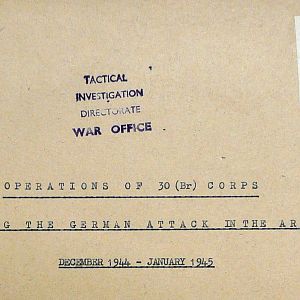 TACTICAL
INVESTIGATION
DIRECTORATE
WAR OFFICE
OPERATIONS OF 30 (Br) CORPS
G THE GERMAN ATTACK IN THE AR
DECEMBER 1944 - JANUARY 1945